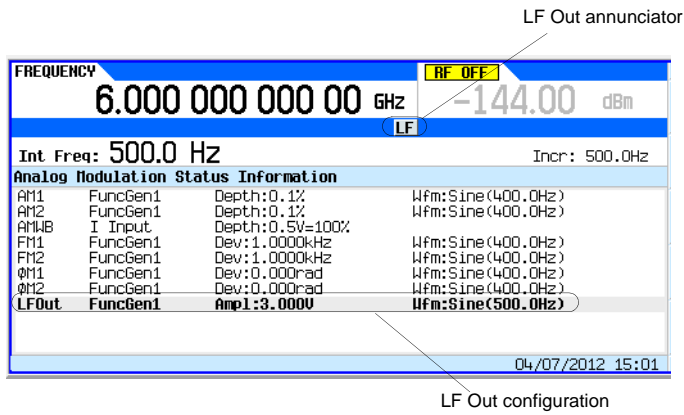 LF Out annunciator
FREQUENCY RF OFF
6.000 000 000 00 GHz -144.00 dBm
LF
Int Freq: 500.0 Hz Incr: 500.0Hz
Analog Modulation Status Information
AM1 FuncGen1 Depth:0.1% Wfm:Sine(400.0Hz)
AM2 FuncGen1 Depth:0.1% Wfm:Sine(400.0Hz)
AMWB I Input Depth:0.5V=100%
FM1 FuncGen1 Dev:1.0000kHz Wfm:Sine(400.0Hz)
FM2 FuncGen1 Dev:1.0000kHz Wfm:Sine(400.0Hz)
ΦM1 FuncGen1 Dev:0.000rad Wfm:Sine(400.0Hz)
ΦM2 FuncGen1 Dev:0.000rad Wfm:Sine(400.0Hz)
LFOut FuncGen1 Ampl:3.000V Wfm:Sine(500.0Hz)
04/07/2012 15:01
LF Out configuration